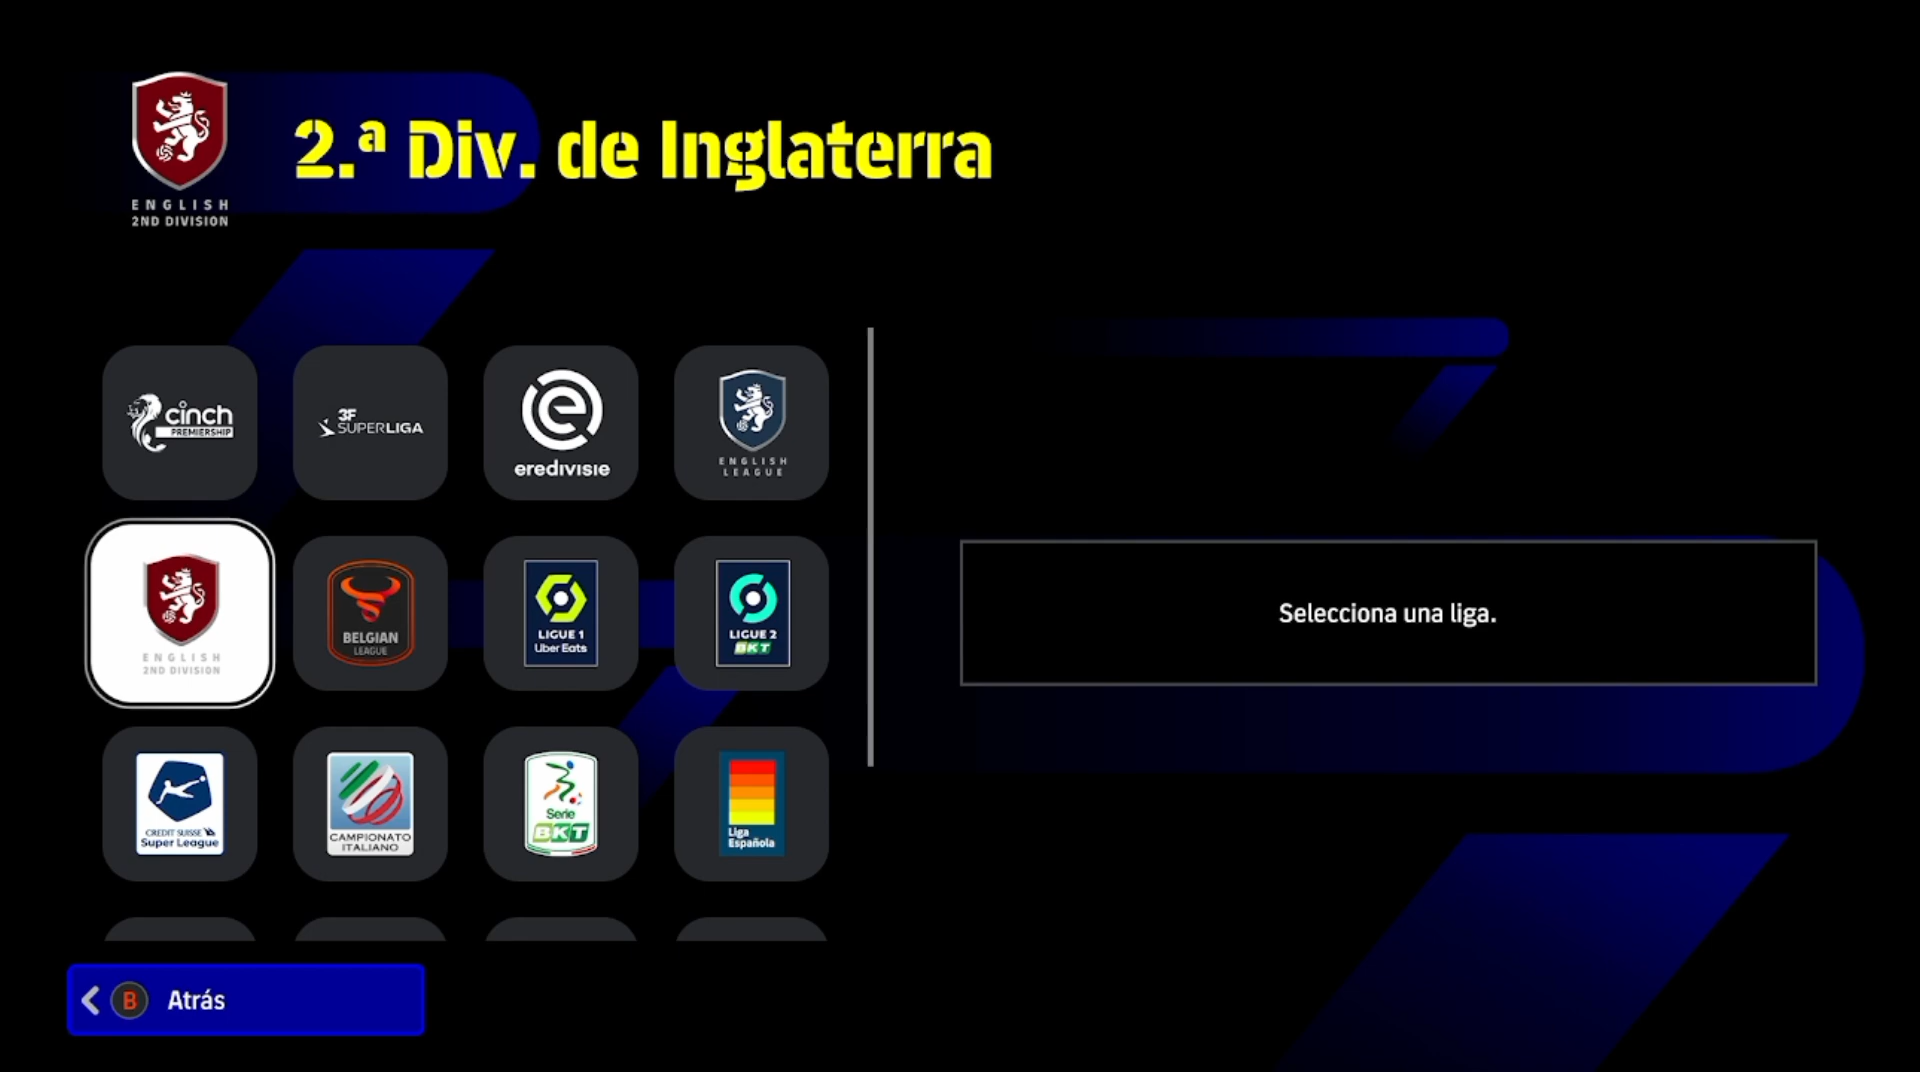 ENGLISH
2ND DIVISION
2.ª Div. de Inglaterra
cinch
PREMIERSHIP
3F
SUPERLIGA
eredivisie
ENGLISH
LEAGUE
ENGLISH
2ND DIVISION
BELGIAN
LEAGUE
LIGUE 1
Uber Eats
LIGUE 2
BKT
CREDIT SUISSE
Super League
CAMPIONATO
ITALIANO
Serie
BKT
Liga
Española
Selecciona una liga.
B Atrás